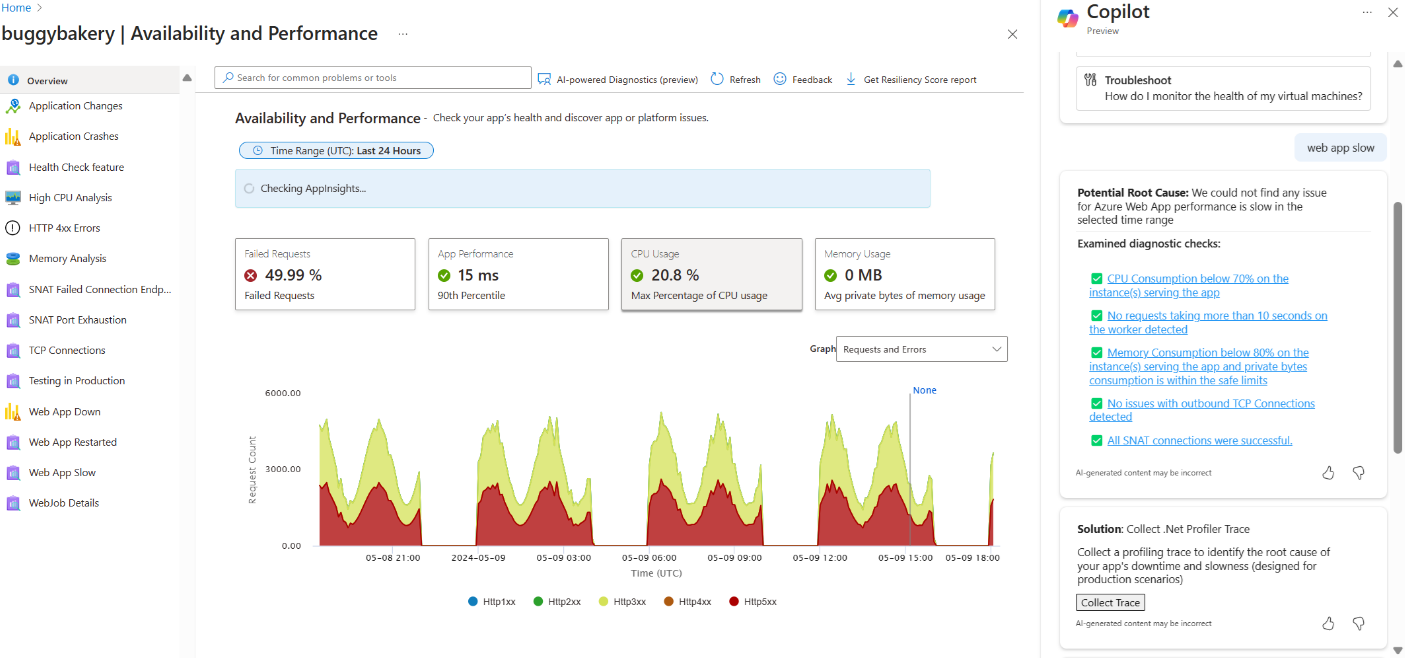 Home
buggybakery | Availability and Performance ...
Overview
Application Changes
Application Crashes
Health Check feature
High CPU Analysis
HTTP 4xx Errors
Memory Analysis
SNAT Failed Connection Endp...
SNAT Port Exhaustion
TCP Connections
Testing in Production
Web App Down
Web App Restarted
Web App Slow
WebJob Details
Search for common problems or tools
AI-powered Diagnostics (preview)
Refresh
Feedback
Get Resiliency Score report
Availability and Performance - Check your app's health and discover app or platform issues.
Time Range (UTC): Last 24 Hours
Checking AppInsights...
Failed Requests
49.99 %
Failed Requests
App Performance
15 ms
90th Percentile
CPU Usage
20.8 %
Max Percentage of CPU usage
Memory Usage
0 MB
Avg private bytes of memory usage
Graph
Requests and Errors
None
6000.00
3000.00
0.00
Request Count
05-08 21:00
2024-05-09
05-09 03:00
05-09 06:00
05-09 09:00
05-09 12:00
05-09 15:00
05-09 18:00
Time (UTC)
Http1xx
Http2xx
Http3xx
Http4xx
Http5xx
Copilot
Preview
...
Troubleshoot
How do I monitor the health of my virtual machines?
web app slow
Potential Root Cause: We could not find any issue
for Azure Web App performance is slow in the
selected time range
Examined diagnostic checks:
CPU Consumption below 70% on the
instance(s) serving the app
No requests taking more than 10 seconds on
the worker detected
Memory Consumption below 80% on the
instance(s) serving the app and private bytes
consumption is within the safe limits
No issues with outbound TCP Connections
detected
All SNAT connections were successful.
AI-generated content may be incorrect
Solution: Collect .Net Profiler Trace
Collect a profiling trace to identify the root cause of
your app's downtime and slowness (designed for
production scenarios)
Collect Trace
AI-generated content may be incorrect